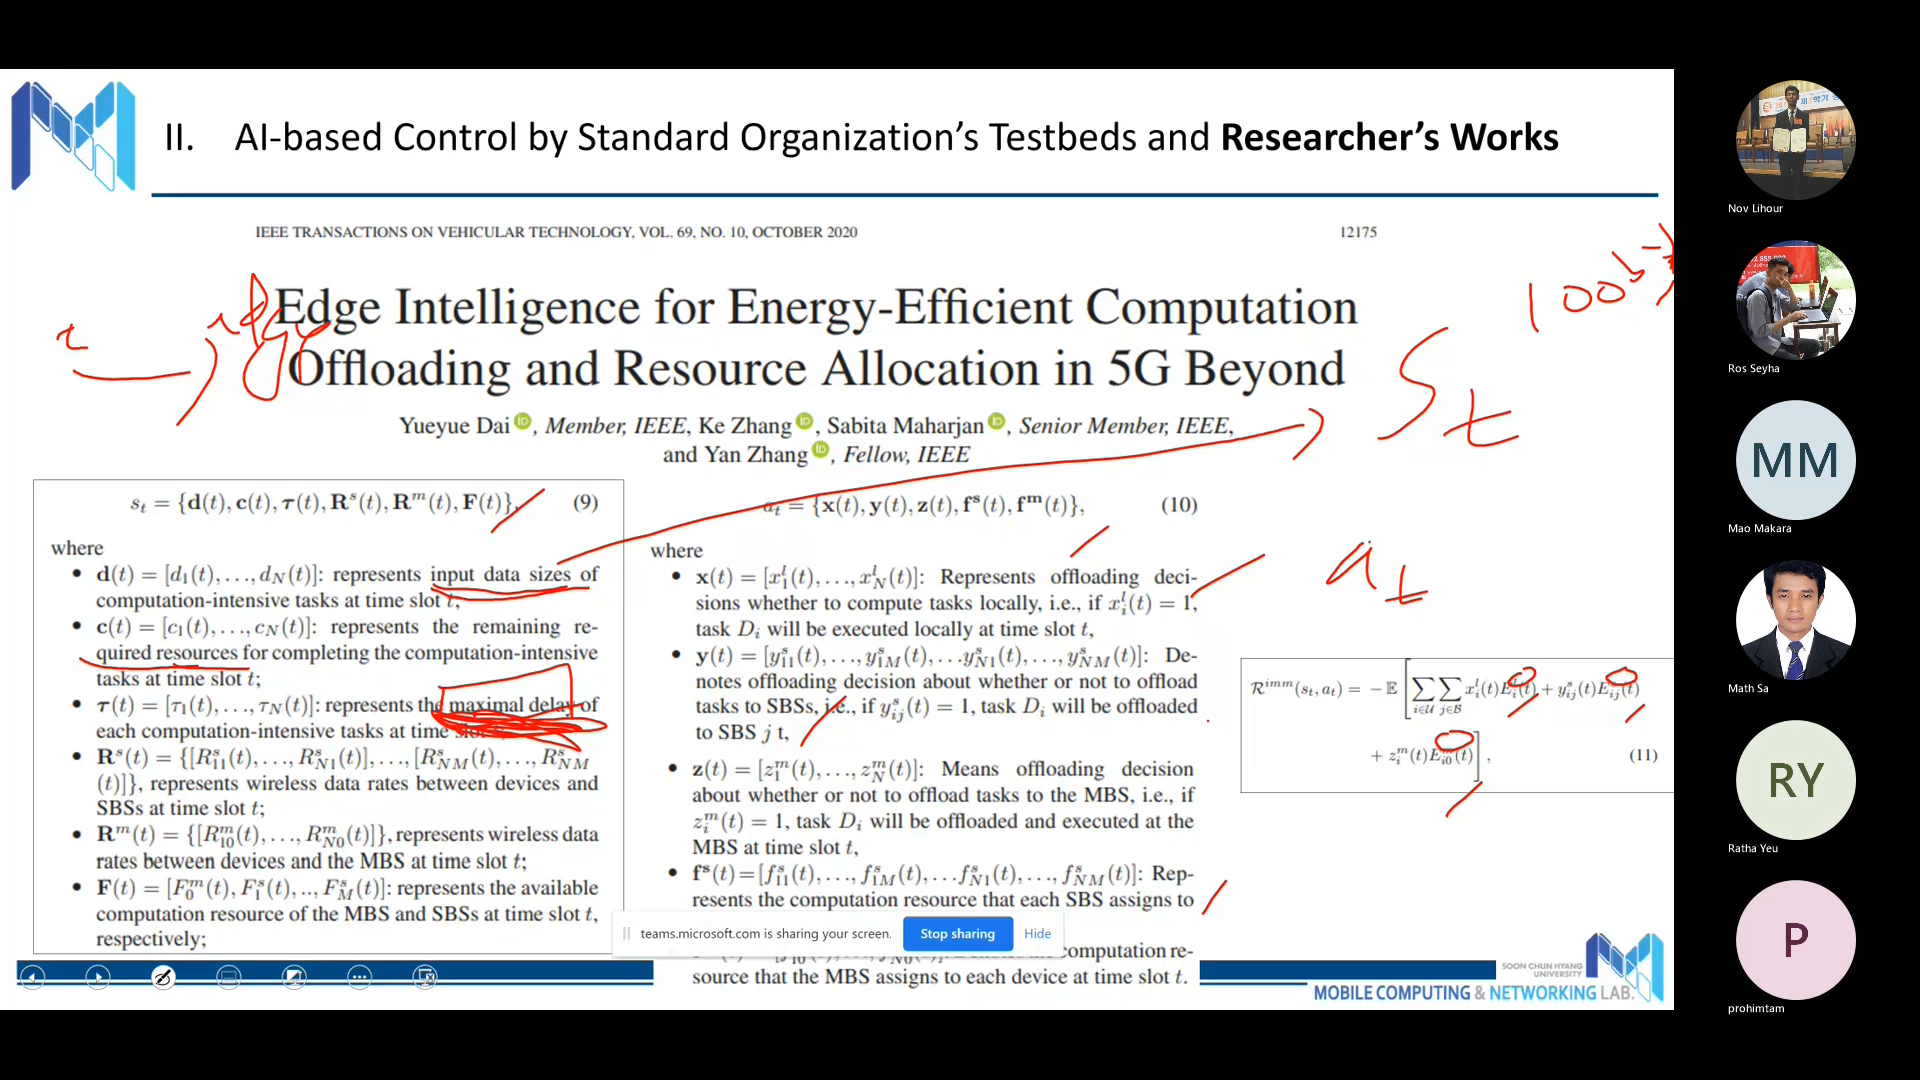 II. AI-based Control by Standard Organization's Testbeds and Researcher's Works
IEEE TRANSACTIONS ON VEHICULAR TECHNOLOGY, VOL. 69, NO. 10, OCTOBER 2020 12175
Edge Intelligence for Energy-Efficient Computation
Offloading and Resource Allocation in 5G Beyond
Yueyue Dai, Member, IEEE, Ke Zhang, Sabita Maharjan, Senior Member, IEEE,
and Yan Zhang, Fellow, IEEE
edge
100
S_t
a_t
s_t = {d(t), c(t), τ(t), R^s(t), R^m(t), F(t)}, (9)
where
• d(t) = [d_1(t), …, d_N(t)]: represents input data sizes of
computation-intensive tasks at time slot t,
• c(t) = [c_1(t), …, c_N(t)]: represents the remaining re-
quired resources for completing the computation-intensive
tasks at time slot t;
• τ(t) = [τ_1(t), …, τ_N(t)]: represents the maximal delay of
each computation-intensive tasks at time slot
• R^s(t) = {[R^s_11(t), …, R^s_N1(t)], …, [R^s_NM(t), …, R^s_NM
(t)]}, represents wireless data rates between devices and
SBSs at time slot t;
• R^m(t) = {[R^m_10(t), …, R^m_N0(t)]}, represents wireless data
rates between devices and the MBS at time slot t;
• F(t) = [F^m_0(t), F^s_1(t), .., F^s_M(t)]: represents the available
computation resource of the MBS and SBSs at time slot t,
respectively;
a_t = {x(t), y(t), z(t), f^s(t), f^m(t)}, (10)
where
• x(t) = [x^l_1(t), …, x^l_N(t)]: Represents offloading deci-
sions whether to compute tasks locally, i.e., if x^l_i(t) = 1,
task D_i will be executed locally at time slot t,
• y(t) = [y^s_11(t), …, y^s_1M(t), …y^s_N1(t), …, y^s_NM(t)]: De-
notes offloading decision about whether or not to offload
tasks to SBSs, i.e., if y^s_ij(t) = 1, task D_i will be offloaded
to SBS j t,
• z(t) = [z^m_1(t), …, z^m_N(t)]: Means offloading decision
about whether or not to offload tasks to the MBS, i.e., if
z^m_i(t) = 1, task D_i will be offloaded and executed at the
MBS at time slot t,
• f^s(t) = [f^s_11(t), …, f^s_1M(t), …f^s_N1(t), …, f^s_NM(t)]: Rep-
resents the computation resource that each SBS assigns to
computation re-
source that the MBS assigns to each device at time slot t.
R^imm(s_t, a_t) = − E [ ∑_{i∈U} ∑_{j∈B} x^l_i(t)E^l_i(t) + y^s_ij(t)E^s_ij(t)
+ z^m_i(t)E^m_i0(t) ], (11)
teams.microsoft.com is sharing your screen. Stop sharing Hide
SOON CHUN HYANG
UNIVERSITY
MOBILE COMPUTING & NETWORKING LAB.
Nov Lihour
Ros Seyha
MM
Mao Makara
Math Sa
RY
Ratha Yeu
P
prohimtam